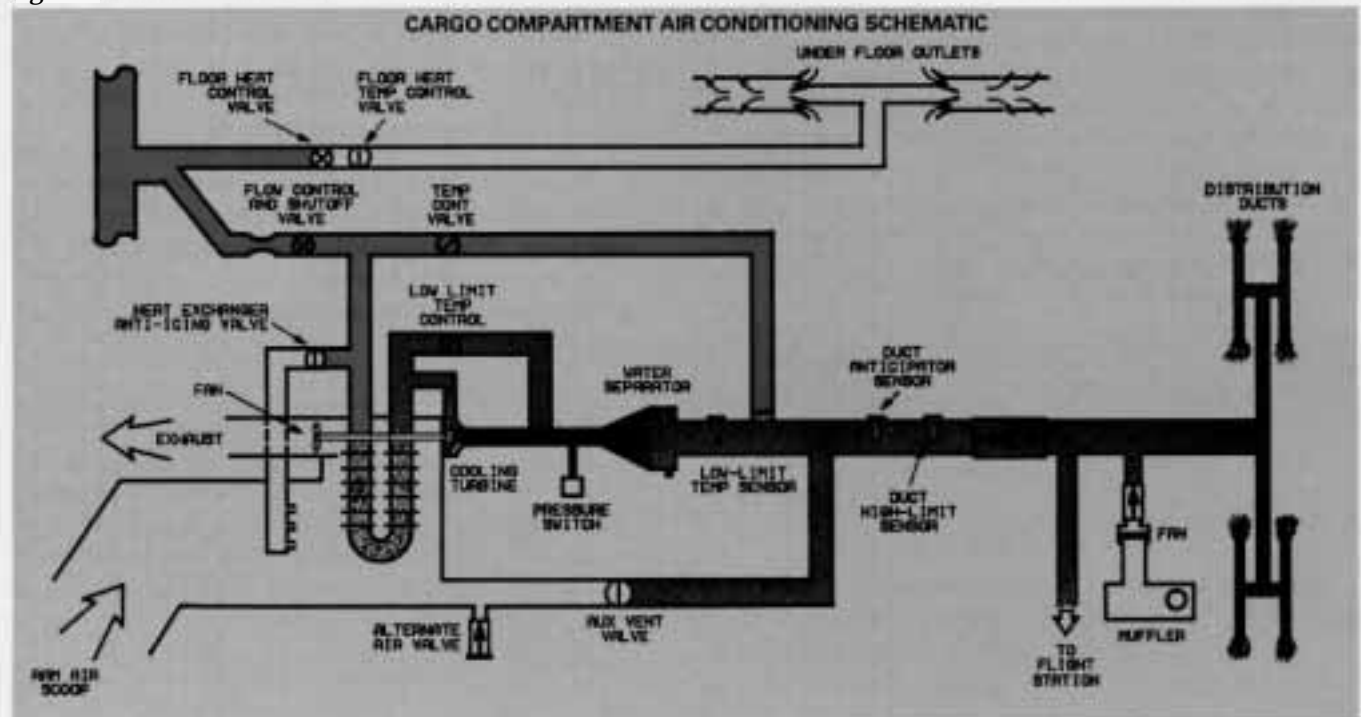 CARGO COMPARTMENT AIR CONDITIONING SCHEMATIC
UNDER FLOOR OUTLETS
FLOOR HEAT
CONTROL
VALVE
FLOOR HEAT
TEMP CONTROL
VALVE
FLOW CONTROL
AND SHUTOFF
VALVE
TEMP
CONT
VALVE
DISTRIBUTION
DUCTS
HEAT EXCHANGER
ANTI-ICING VALVE
LOW LIMIT
TEMP
CONTROL
WATER
SEPARATOR
DUCT
ANTICIPATOR
SENSOR
FAN
EXHAUST
COOLING
TURBINE
PRESSURE
SWITCH
LOW-LIMIT
TEMP SENSOR
DUCT
HIGH-LIMIT
SENSOR
FAN
MUFFLER
ALTERNATE
AIR VALVE
AUX VENT
VALVE
TO
FLIGHT
STATION
RAM AIR
SCOOP